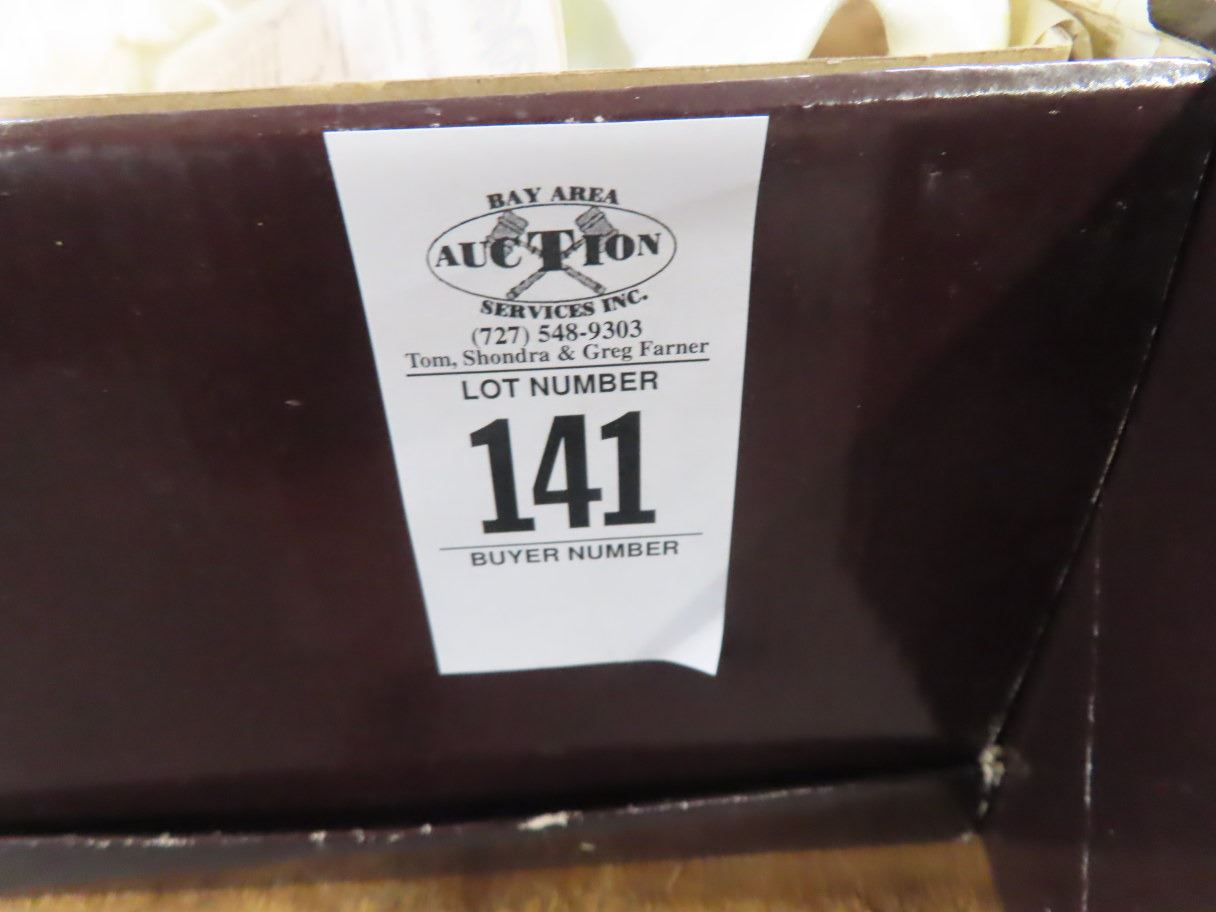 BAY AREA
AUCTION
SERVICES INC.
(727) 548-9303
Tom, Shondra & Greg Farner
LOT NUMBER
141
BUYER NUMBER